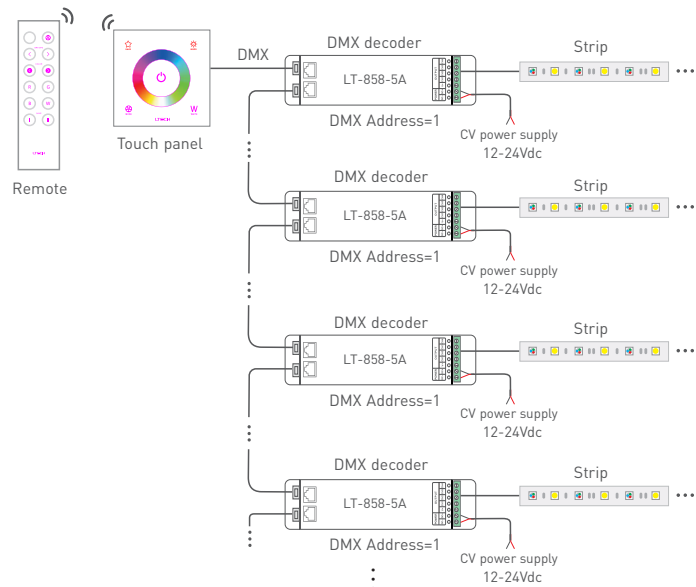 DMX decoder
Strip
DMX
LT-858-5A
W
LTECH
DMX Address=1
CV power supply
12-24Vdc
Touch panel
R
G
B
W
LTECH
Remote
DMX decoder
Strip
LT-858-5A
DMX Address=1
CV power supply
12-24Vdc
DMX decoder
Strip
LT-858-5A
DMX Address=1
CV power supply
12-24Vdc
DMX decoder
Strip
LT-858-5A
DMX Address=1
CV power supply
12-24Vdc